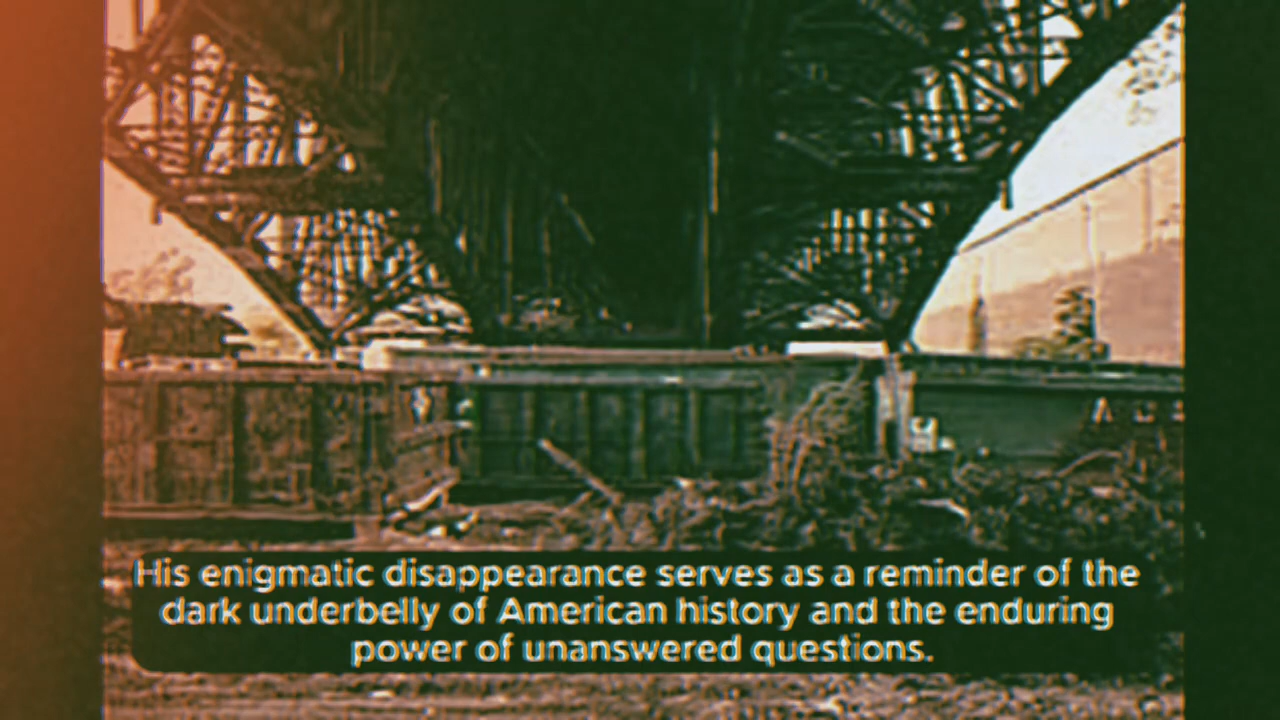 His enigmatic disappearance serves as a reminder of the
dark underbelly of American history and the enduring
power of unanswered questions.